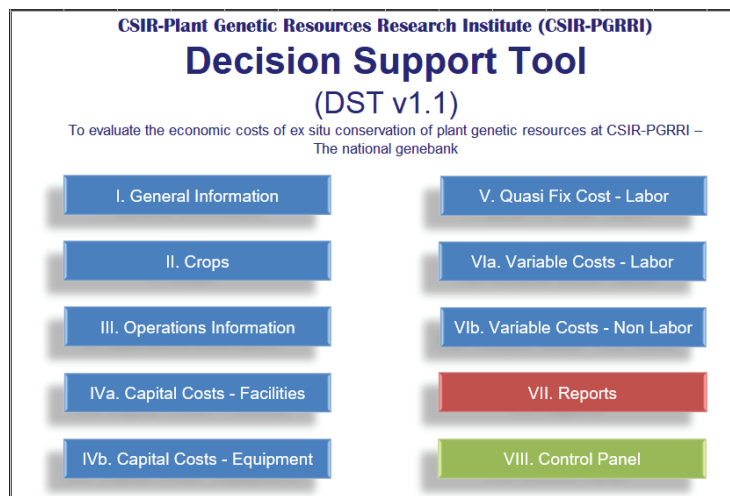 CSIR-Plant Genetic Resources Research Institute (CSIR-PGRRI)
Decision Support Tool
(DST v1.1)
To evaluate the economic costs of ex situ conservation of plant genetic resources at CSIR-PGRRI –
The national genebank
I. General Information
II. Crops
III. Operations Information
IVa. Capital Costs - Facilities
IVb. Capital Costs - Equipment
V. Quasi Fix Cost - Labor
VIa. Variable Costs - Labor
VIb. Variable Costs - Non Labor
VII. Reports
VIII. Control Panel